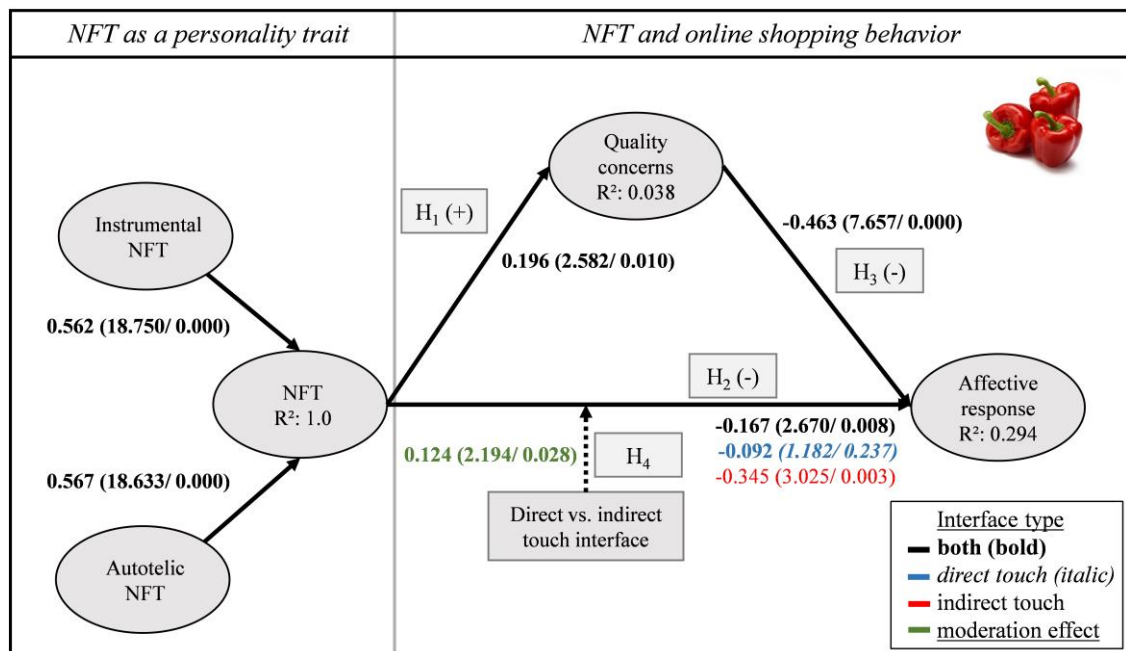 NFT as a personality trait
NFT and online shopping behavior
Quality
concerns
R²: 0.038
Instrumental
NFT
H₁ (+)
-0.463 (7.657/ 0.000)
0.196 (2.582/ 0.010)
H₃ (-)
0.562 (18.750/ 0.000)
NFT
R²: 1.0
H₂ (-)
Affective
response
R²: 0.294
-0.167 (2.670/ 0.008)
0.124 (2.194/ 0.028)
H₄
-0.092 (1.182/ 0.237)
-0.345 (3.025/ 0.003)
0.567 (18.633/ 0.000)
Direct vs. indirect
touch interface
Autotelic
NFT
Interface type
both (bold)
direct touch (italic)
indirect touch
moderation effect